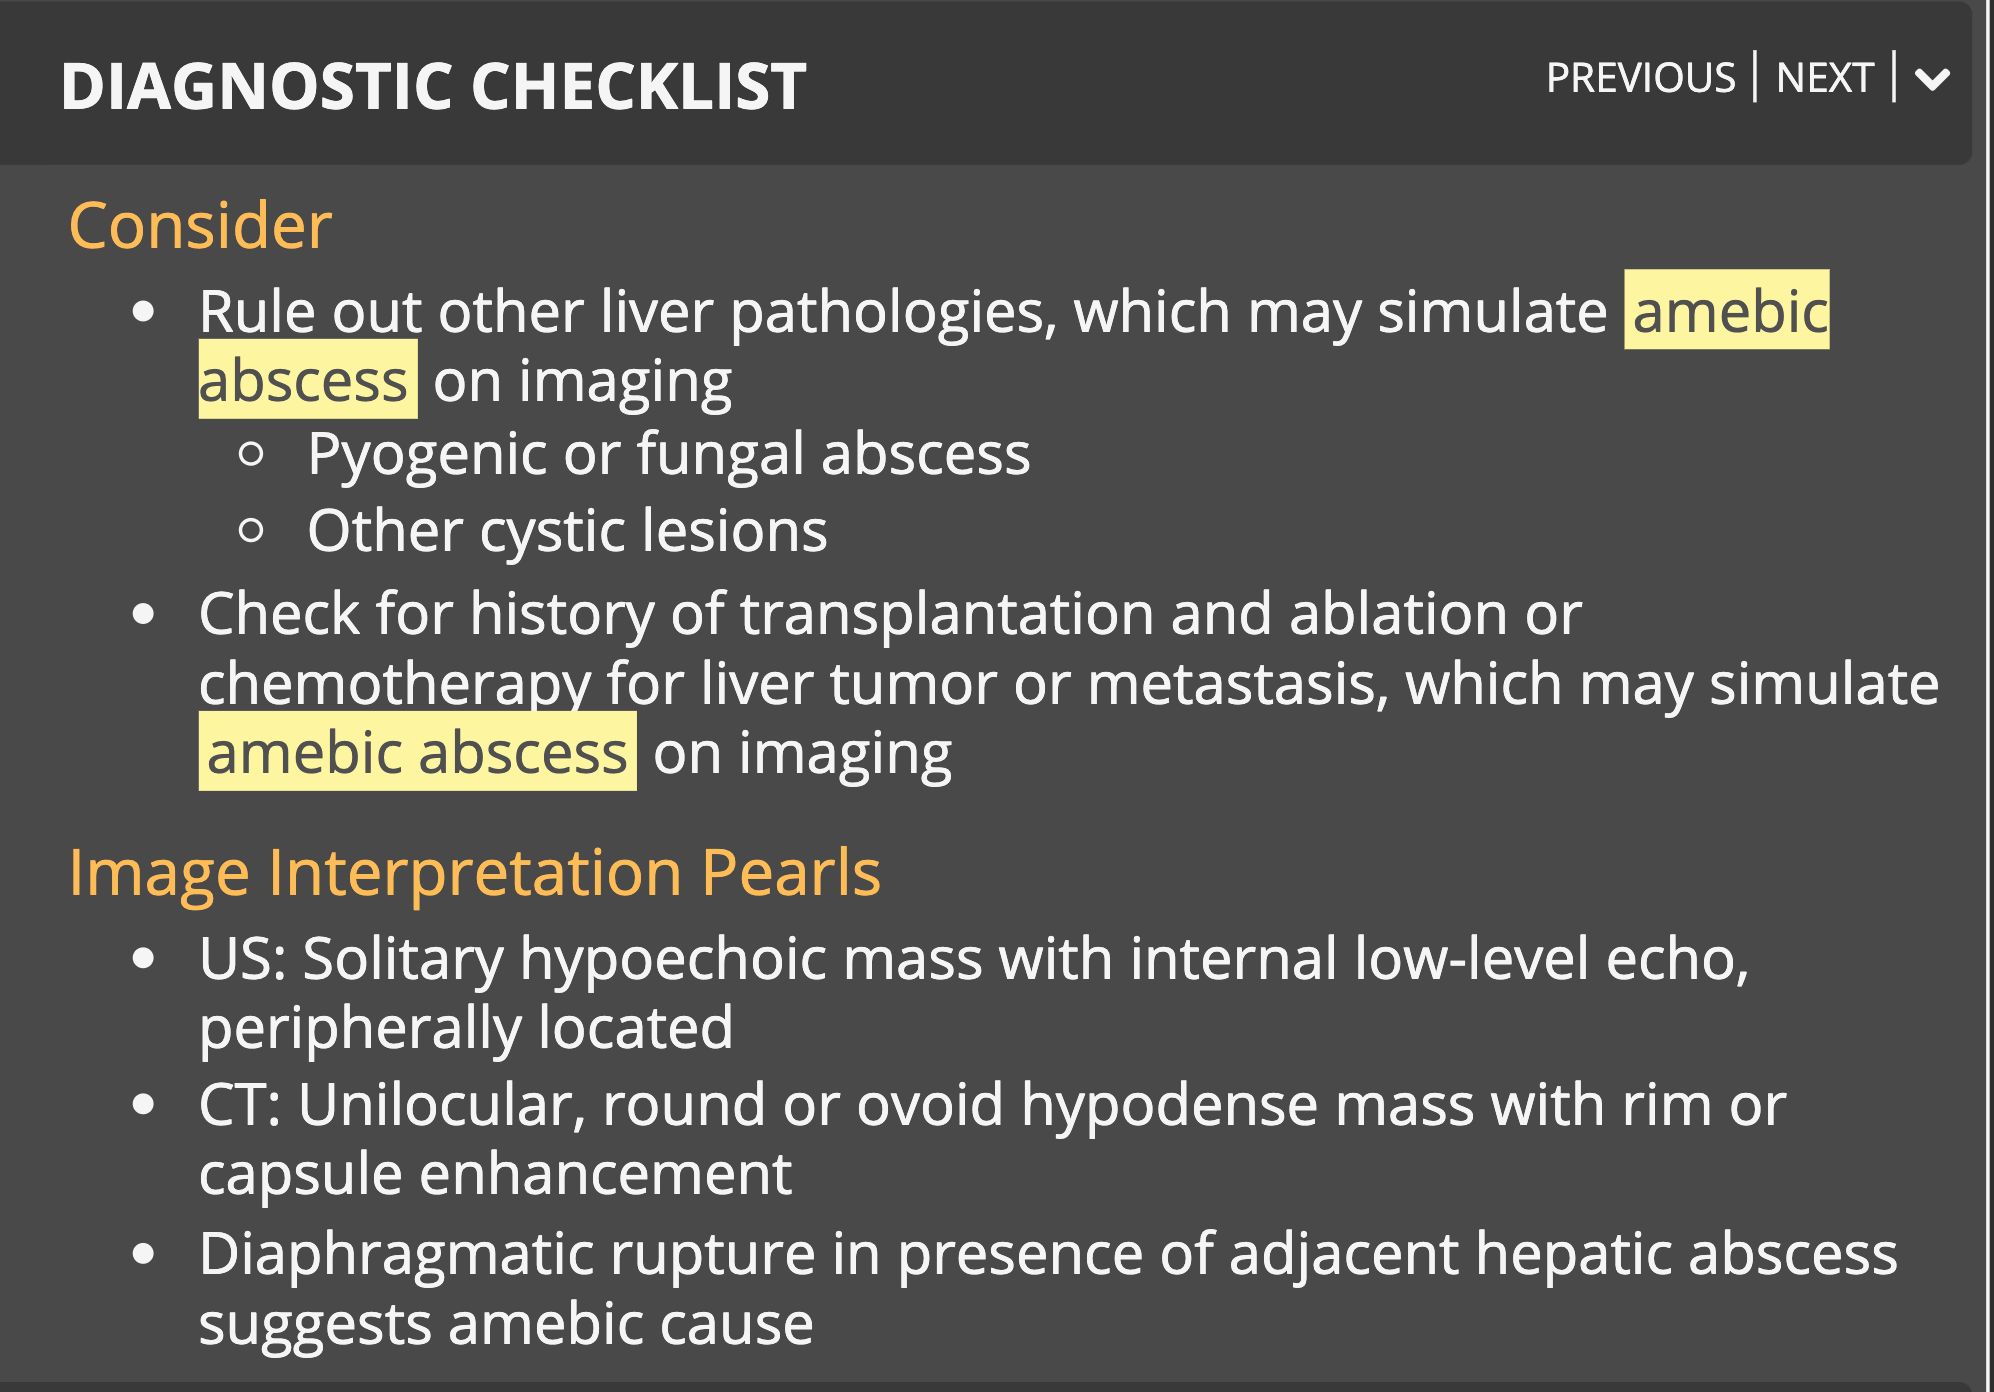 DIAGNOSTIC CHECKLIST
PREVIOUS | NEXT |
Consider
• Rule out other liver pathologies, which may simulate amebic
abscess on imaging
○ Pyogenic or fungal abscess
○ Other cystic lesions
• Check for history of transplantation and ablation or
chemotherapy for liver tumor or metastasis, which may simulate
amebic abscess on imaging
Image Interpretation Pearls
• US: Solitary hypoechoic mass with internal low-level echo,
peripherally located
• CT: Unilocular, round or ovoid hypodense mass with rim or
capsule enhancement
• Diaphragmatic rupture in presence of adjacent hepatic abscess
suggests amebic cause